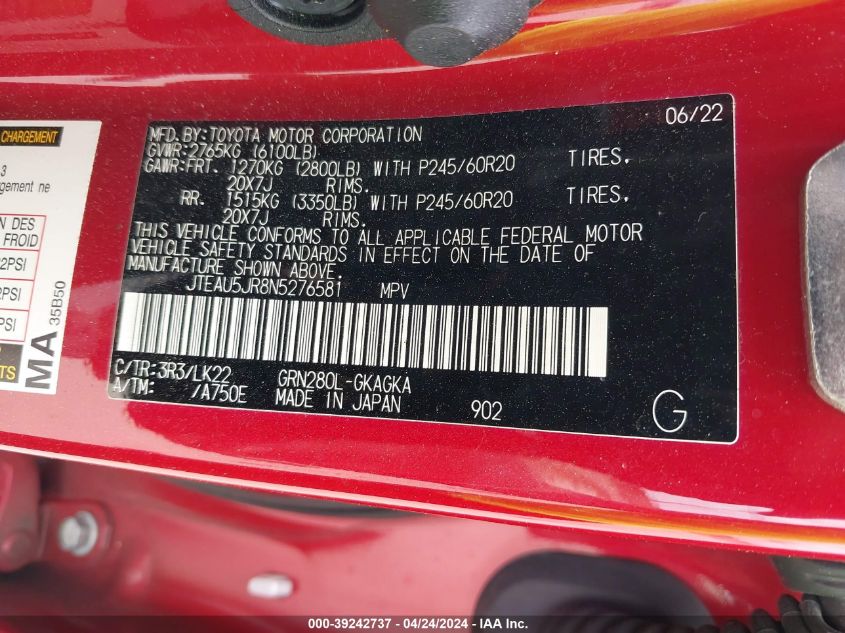 CHARGEMENT
3
rgement ne
N DES
FROID
2PSI
2PSI
PSI
TS
MA
35B50
06/22
MFD.BY:TOYOTA MOTOR CORPORATION
GVWR:2765KG (6100LB)
GAWR:FRT. 1270KG (2800LB) WITH P245/60R20 TIRES,
20X7J RIMS.
RR. 1515KG (3350LB) WITH P245/60R20 TIRES,
20X7J RIMS.
THIS VEHICLE CONFORMS TO ALL APPLICABLE FEDERAL MOTOR
VEHICLE SAFETY STANDARDS IN EFFECT ON THE DATE OF
MANUFACTURE SHOWN ABOVE.
JTEAU5JR8N5276581 MPV
C/TR:3R3/LK22 GRN280L-GKAGKA
A/TM: /A750E MADE IN JAPAN 902 G
000-39242737 - 04/24/2024 - IAA Inc.